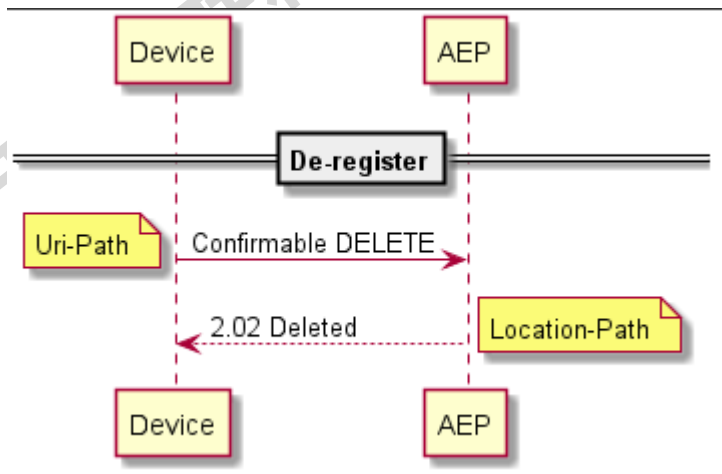 Device
AEP
De-register
Uri-Path
Confirmable DELETE
2.02 Deleted
Location-Path
Device
AEP